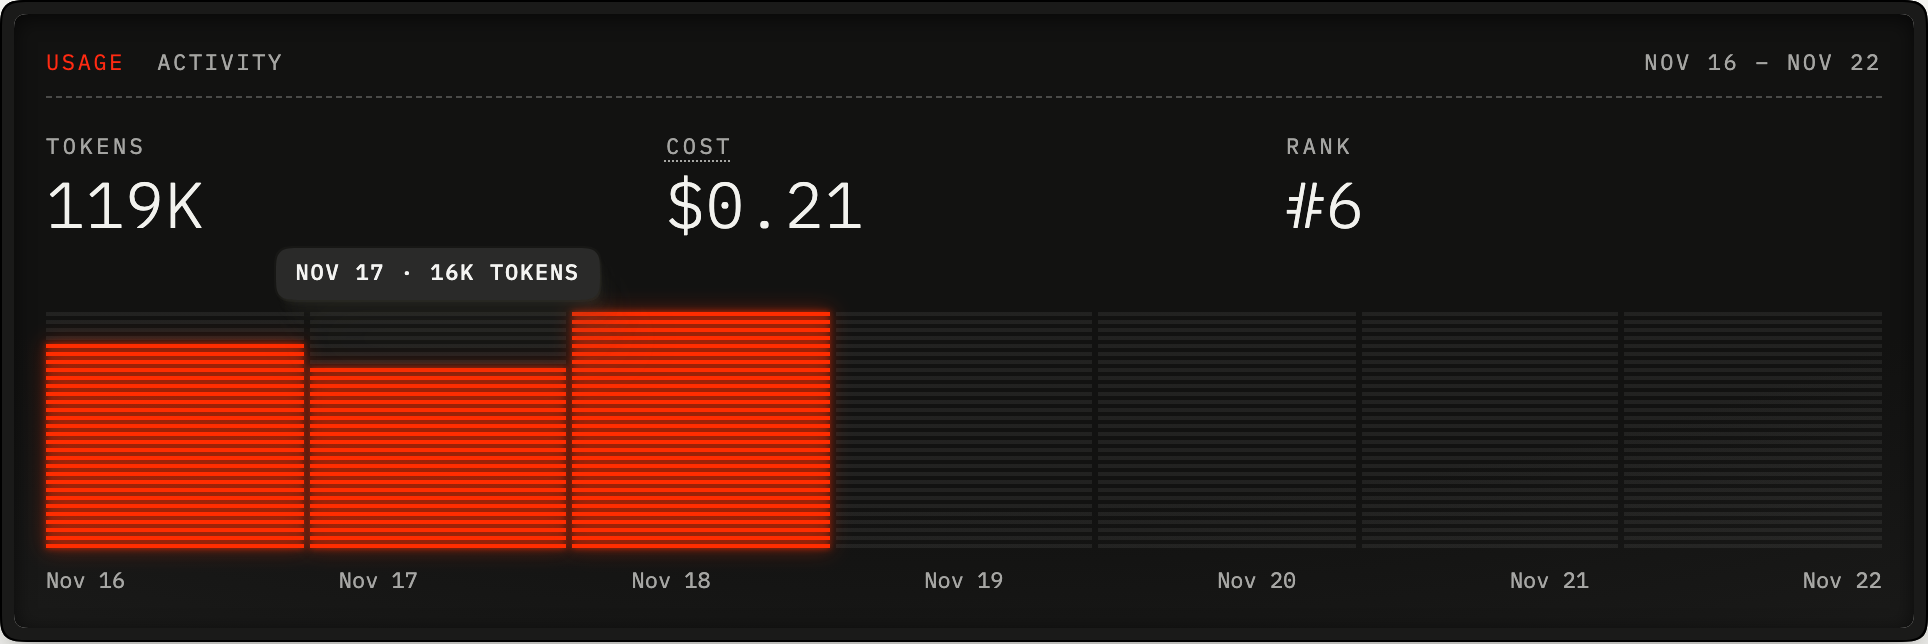 USAGE ACTIVITY NOV 16 – NOV 22
TOKENS COST RANK
119K $0.21 #6
NOV 17 · 16K TOKENS
Nov 16 Nov 17 Nov 18 Nov 19 Nov 20 Nov 21 Nov 22